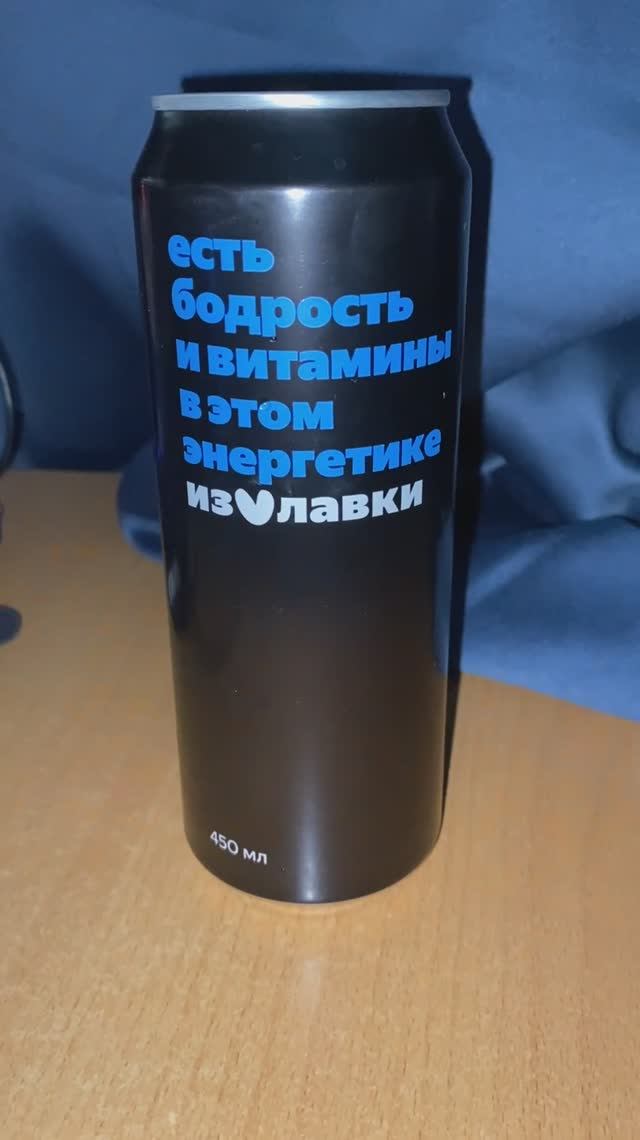 есть
бодрость
и витамины
в этом
энергетике
из лавки
450 мл